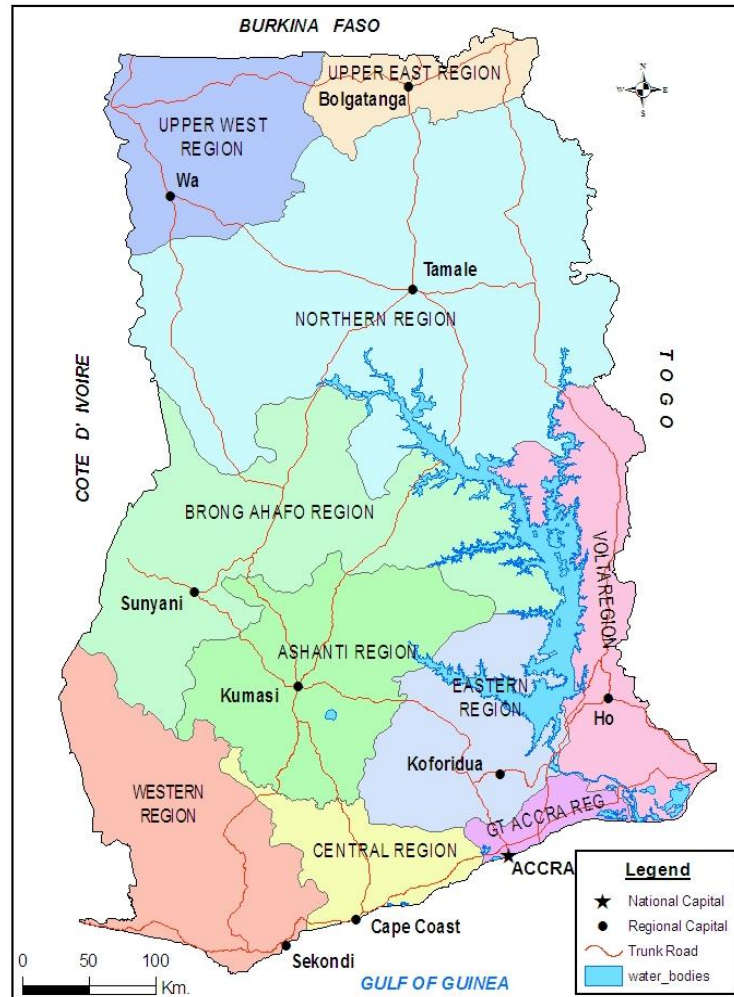 BURKINA FASO
UPPER EAST REGION
Bolgatanga
N
W E
S
UPPER WEST
REGION
Wa
Tamale
NORTHERN REGION
COTE D' IVOIRE
TOGO
BRONG AHAFO REGION
VOLTA REGION
Sunyani
ASHANTI REGION
Kumasi
EASTERN
REGION
Ho
Koforidua
WESTERN
REGION
GT ACCRA REG
CENTRAL REGION
ACCRA
Cape Coast
Sekondi
GULF OF GUINEA
0 50 100
Km.
Legend
National Capital
Regional Capital
Trunk Road
water_bodies